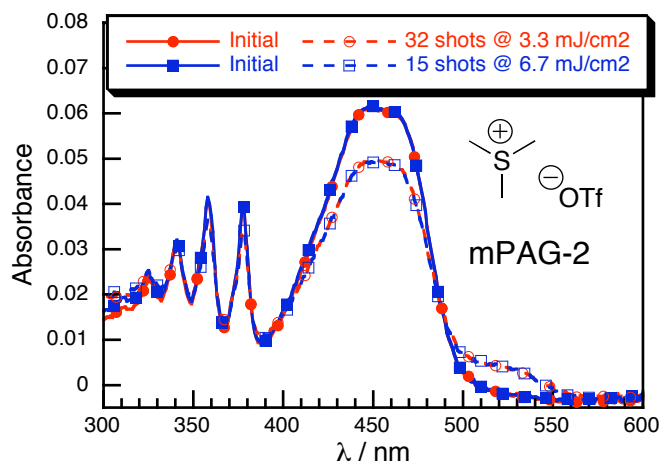 0.08
0.07
0.06
0.05
0.04
0.03
0.02
0.01
0
Absorbance
Initial 32 shots @ 3.3 mJ/cm2
Initial 15 shots @ 6.7 mJ/cm2
+
S
− OTf
mPAG-2
300 350 400 450 500 550 600
λ / nm